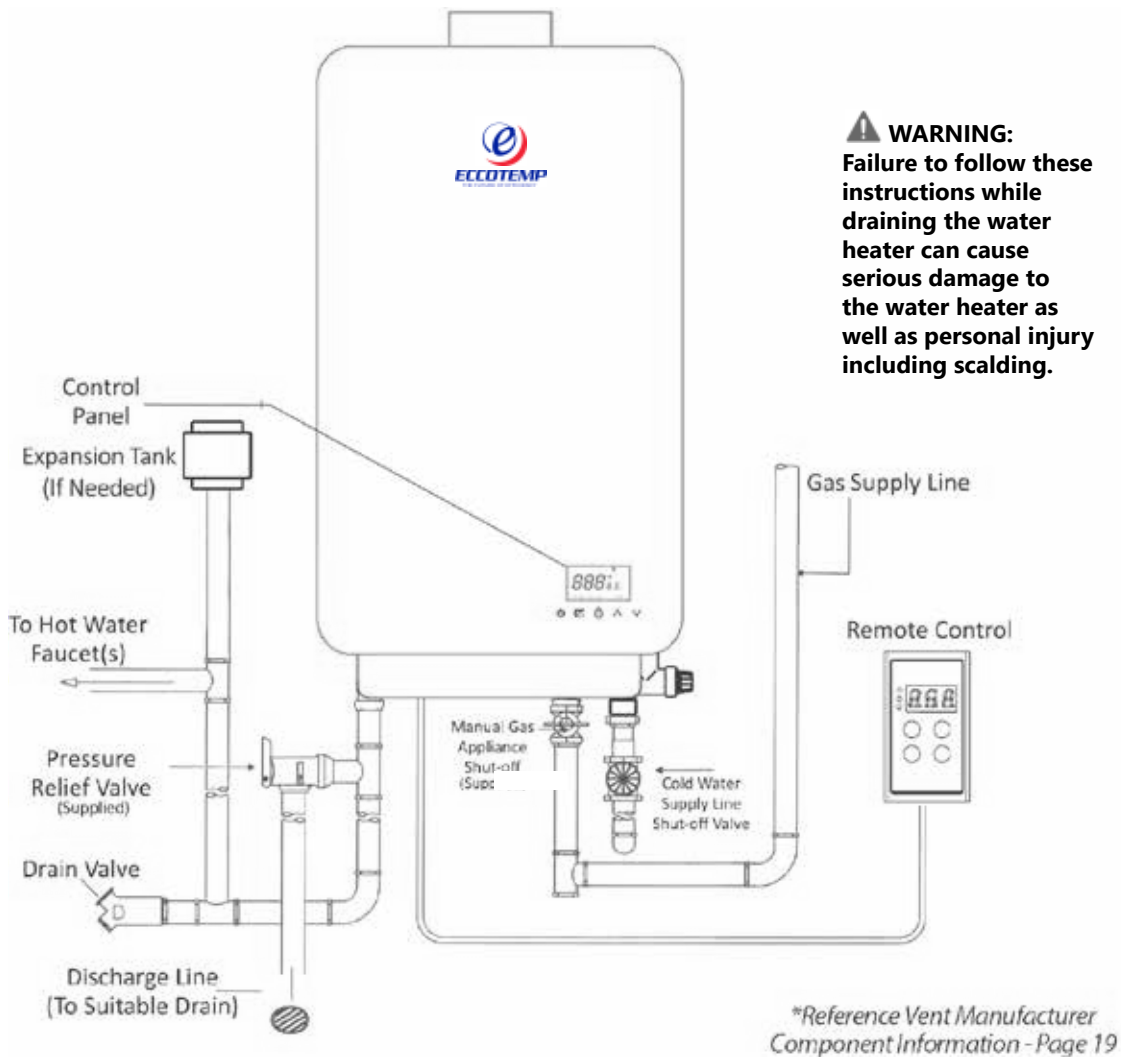 ECCOTEMP
WARNING:
Failure to follow these
instructions while
draining the water
heater can cause
serious damage to
the water heater as
well as personal injury
including scalding.
Control
Panel
Expansion Tank
(If Needed)
Gas Supply Line
888
To Hot Water
Faucet(s)
Remote Control
Manual Gas
Appliance
Shut-off
Pressure
Relief Valve
(Supplied)
Cold Water
Supply Line
Shut-off Valve
Drain Valve
Discharge Line
(To Suitable Drain)
*Reference Vent Manufacturer
Component Information - Page 19